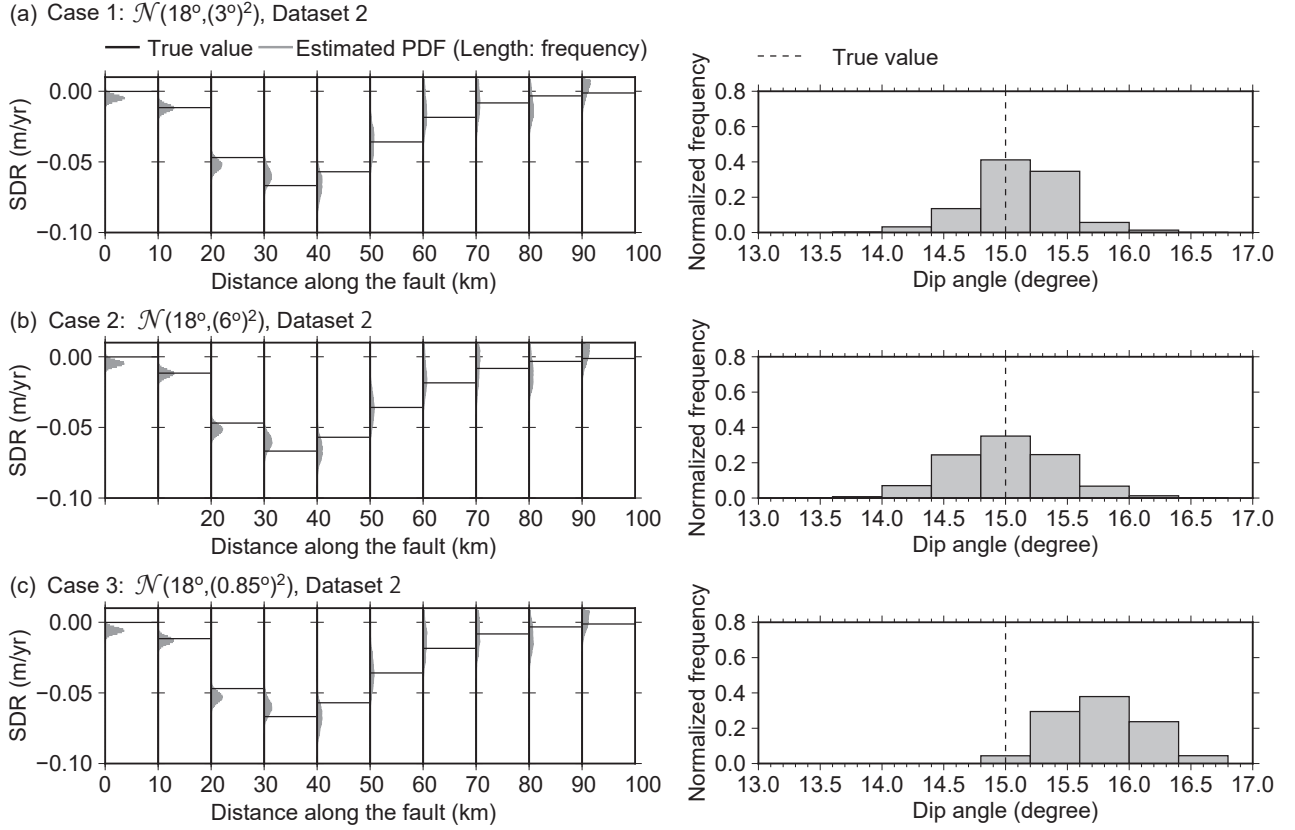 (a) Case 1: 𝒩(18°,(3°)²), Dataset 2
True value
Estimated PDF (Length: frequency)
SDR (m/yr)
0.00
−0.05
−0.10
0 10 20 30 40 50 60 70 80 90 100
Distance along the fault (km)
True value
Normalized frequency
0.8
0.6
0.4
0.2
0.0
13.0 13.5 14.0 14.5 15.0 15.5 16.0 16.5 17.0
Dip angle (degree)
(b) Case 2: 𝒩(18°,(6°)²), Dataset 2
SDR (m/yr)
0.00
−0.05
−0.10
20 30 40 50 60 70 80 90 100
Distance along the fault (km)
Normalized frequency
0.8
0.6
0.4
0.2
0.0
13.0 13.5 14.0 14.5 15.0 15.5 16.0 16.5 17.0
Dip angle (degree)
(c) Case 3: 𝒩(18°,(0.85°)²), Dataset 2
SDR (m/yr)
0.00
−0.05
−0.10
0 10 20 30 40 50 60 70 80 90 100
Distance along the fault (km)
Normalized frequency
0.8
0.6
0.4
0.2
0.0
13.0 13.5 14.0 14.5 15.0 15.5 16.0 16.5 17.0
Dip angle (degree)